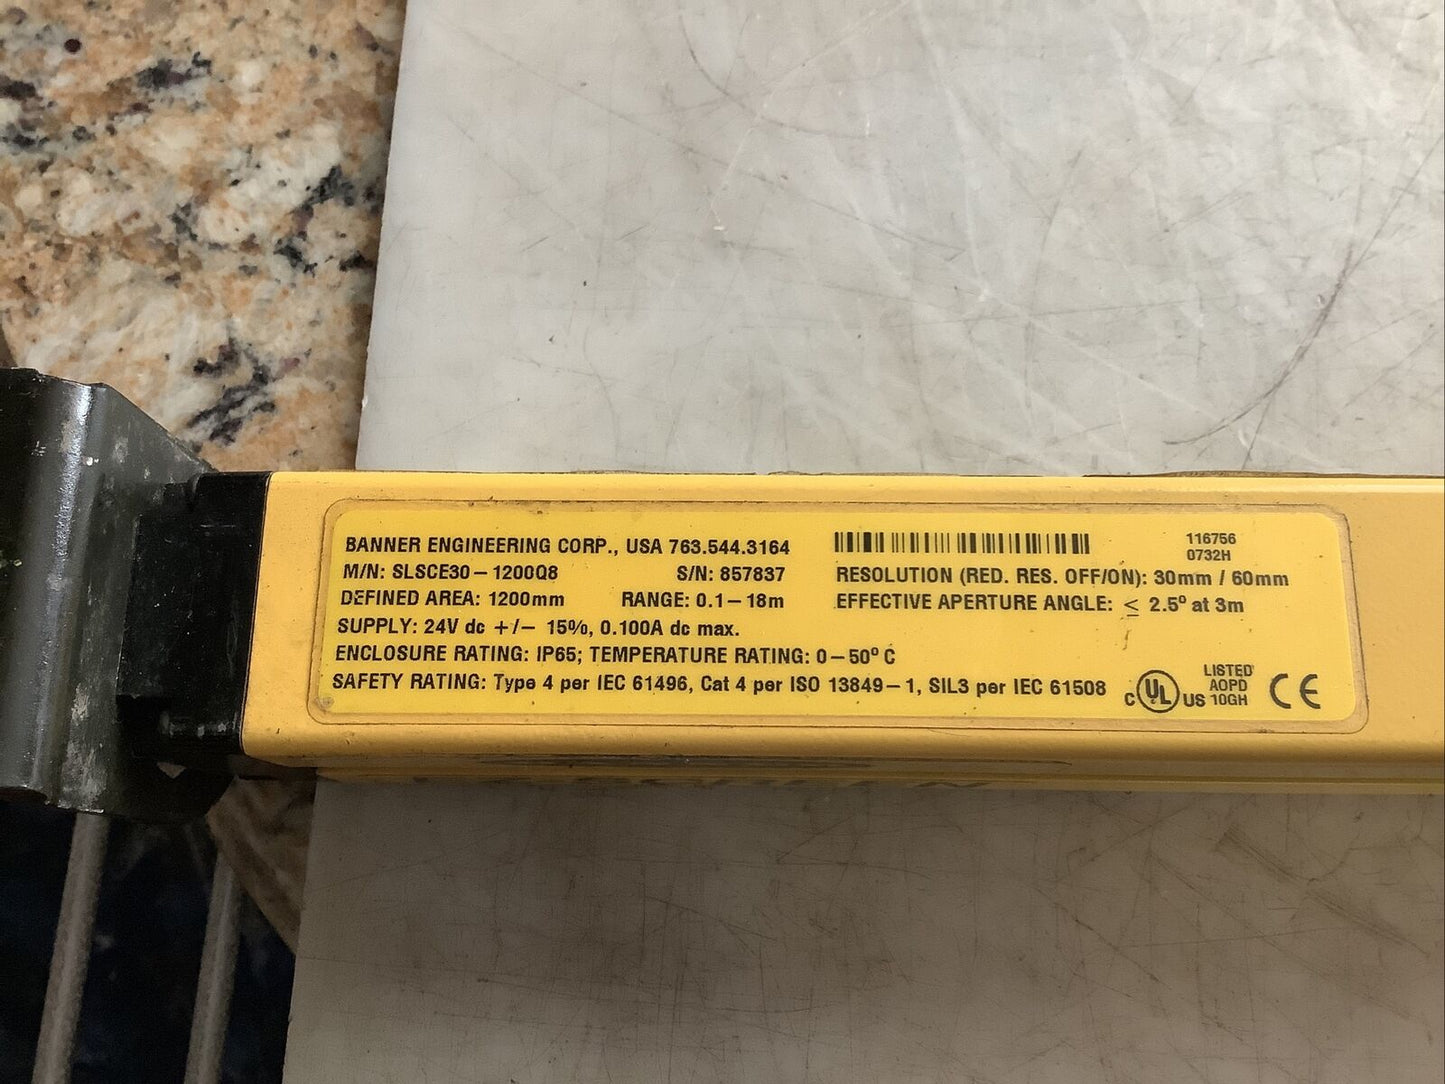 BANNER ENGINEERING CORP., USA 763.544.3164
M/N: SLSCE30-1200Q8 S/N: 857837
DEFINED AREA: 1200mm RANGE: 0.1-18m
SUPPLY: 24V dc +/- 15%, 0.100A dc max.
ENCLOSURE RATING: IP65; TEMPERATURE RATING: 0-50° C
SAFETY RATING: Type 4 per IEC 61496, Cat 4 per ISO 13849-1, SIL3 per IEC 61508
116756
0732H
RESOLUTION (RED. RES. OFF/ON): 30mm / 60mm
EFFECTIVE APERTURE ANGLE: ≤ 2.5° at 3m
C UL US
LISTED
AOPD
10GH
CE